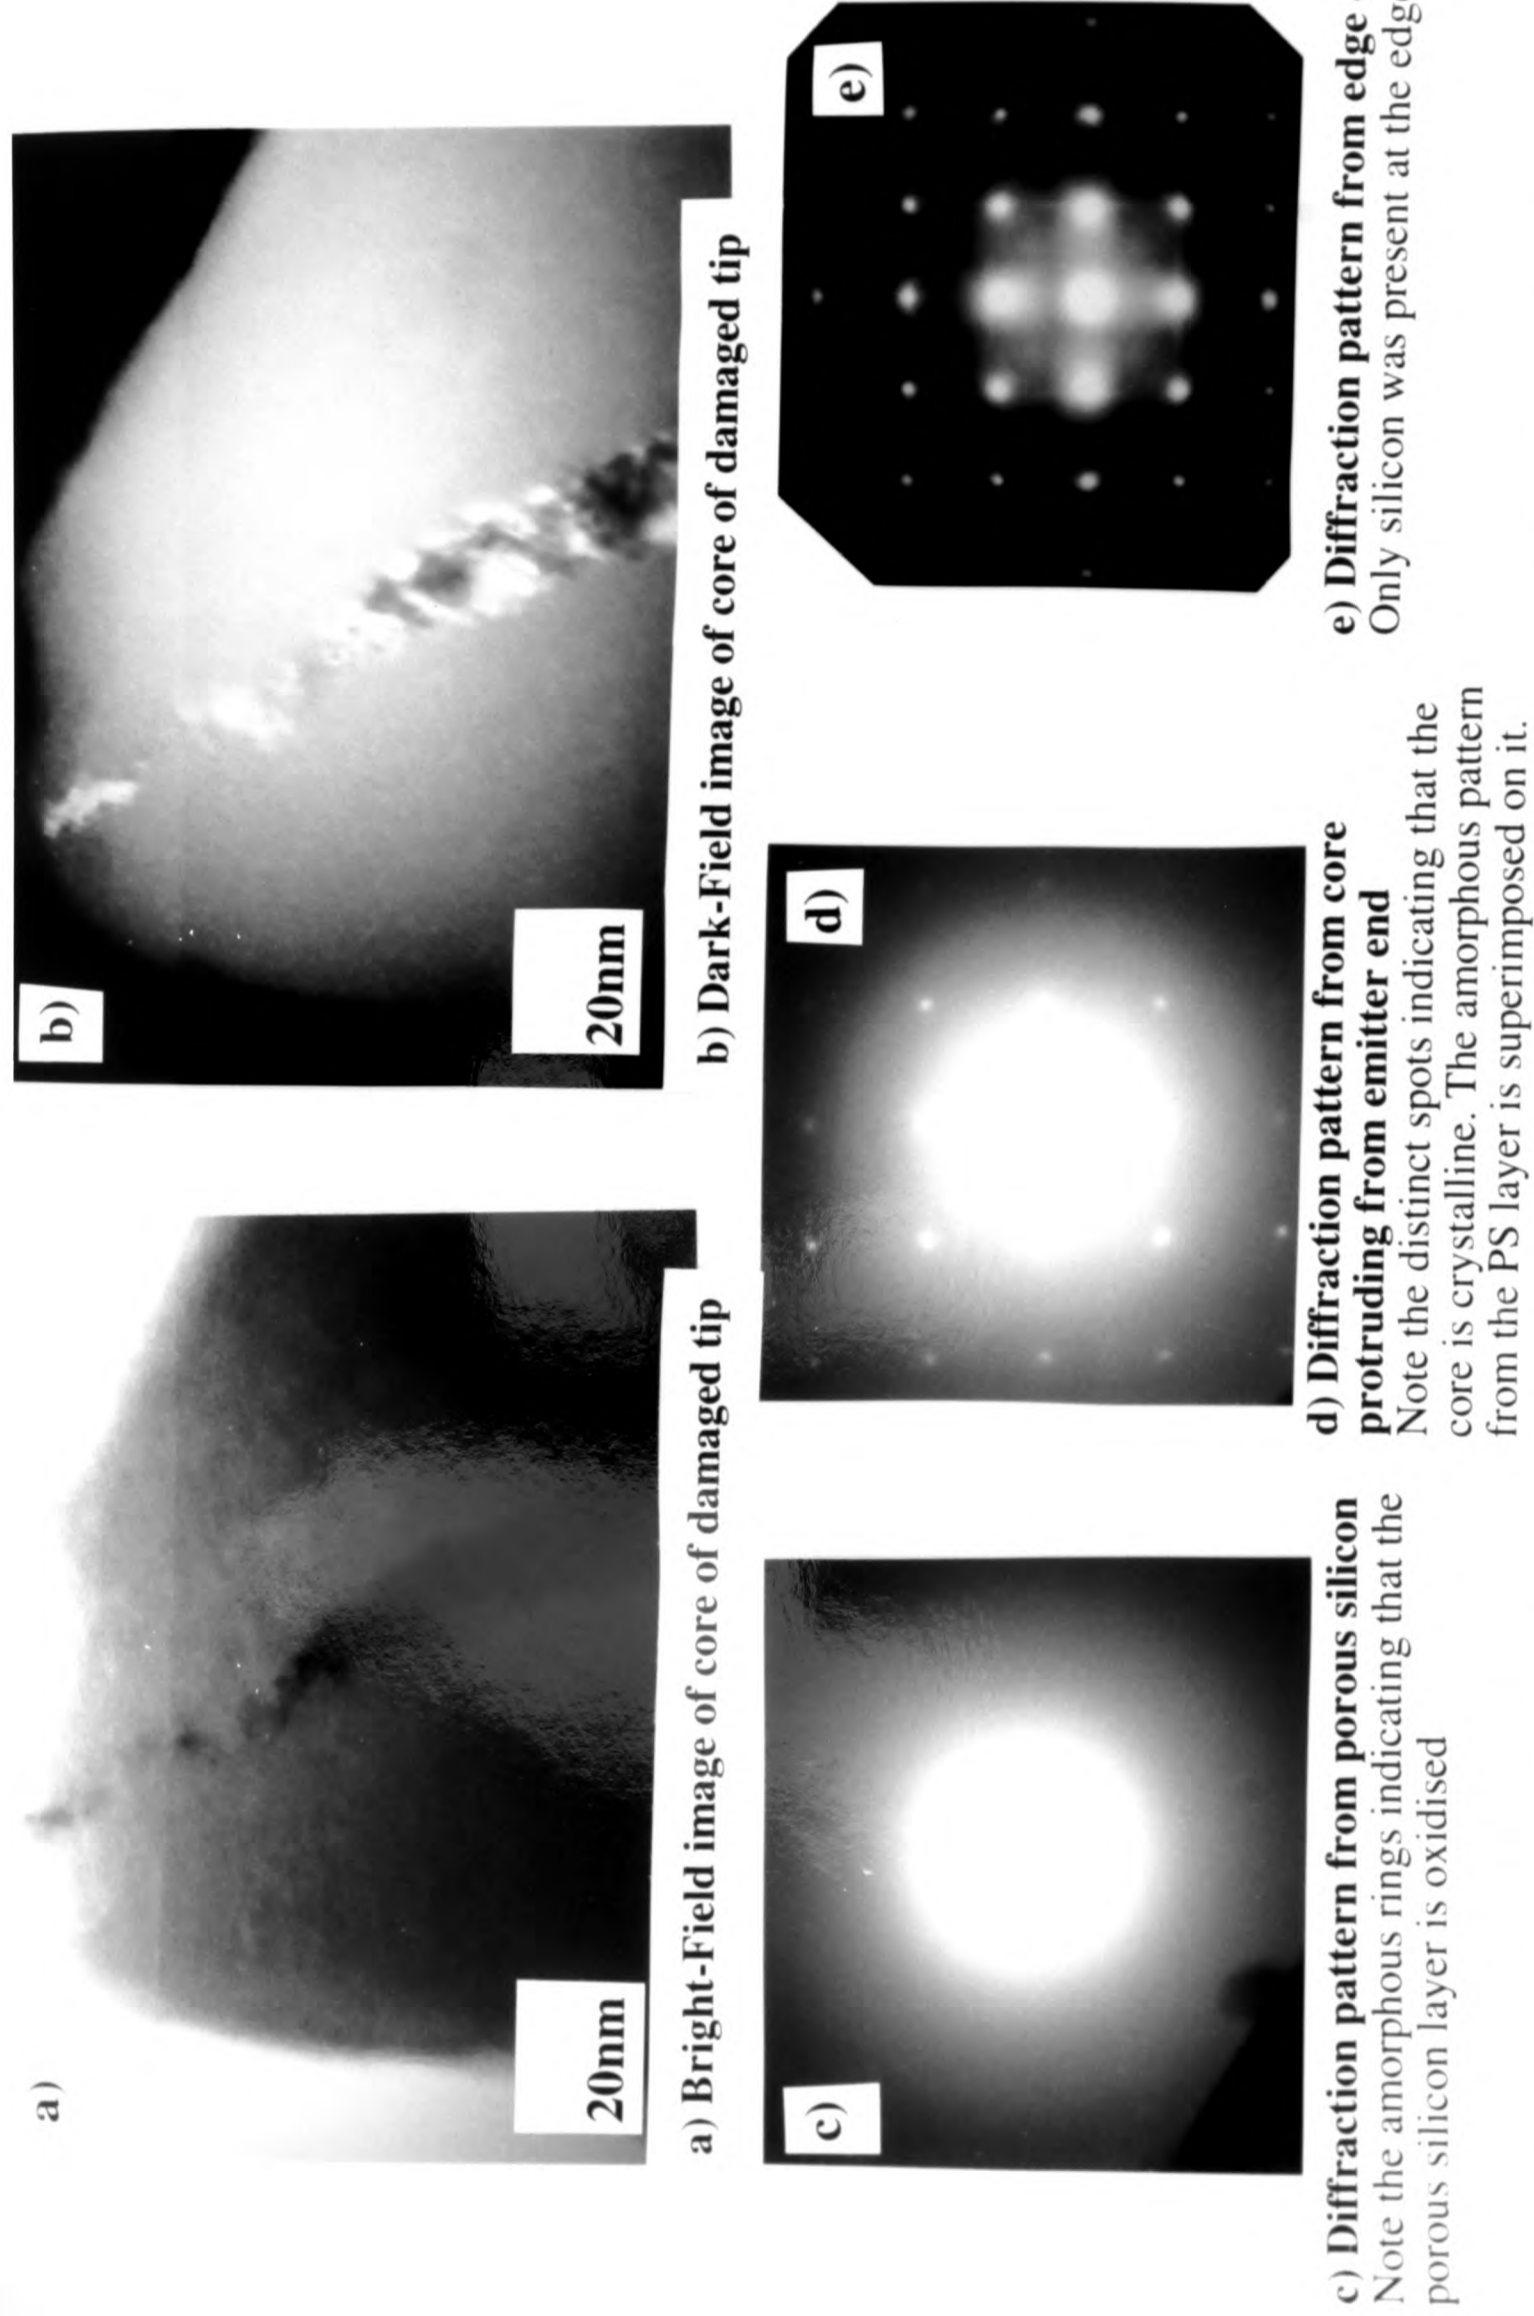 a)
20nm
a) Bright-Field image of core of damaged tip
b)
20nm
b) Dark-Field image of core of damaged tip
c)
c) Diffraction pattern from porous silicon
Note the amorphous rings indicating that the
porous silicon layer is oxidised
d)
d) Diffraction pattern from core
protruding from emitter end
Note the distinct spots indicating that the
core is crystalline. The amorphous pattern
from the PS layer is superimposed on it.
e)
e) Diffraction pattern from edge
Only silicon was present at the edge